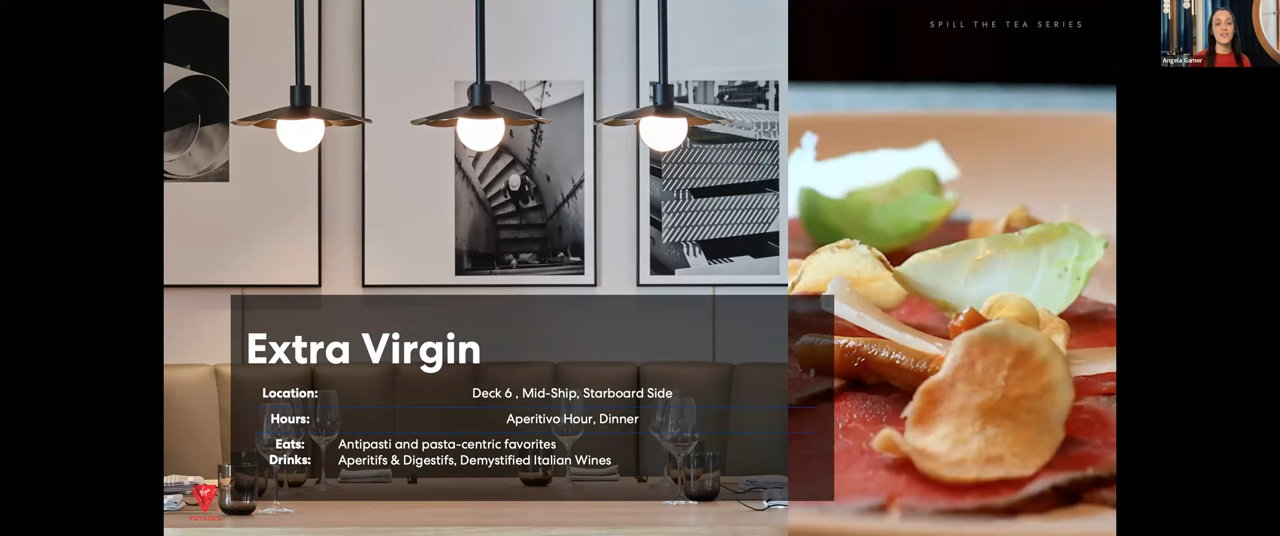 SPILL THE TEA SERIES
Angela Garner
Extra Virgin
Location: Deck 6 , Mid-Ship, Starboard Side
Hours: Aperitivo Hour, Dinner
Eats: Antipasti and pasta-centric favorites
Drinks: Aperitifs & Digestifs, Demystified Italian Wines
Virgin
VOYAGES